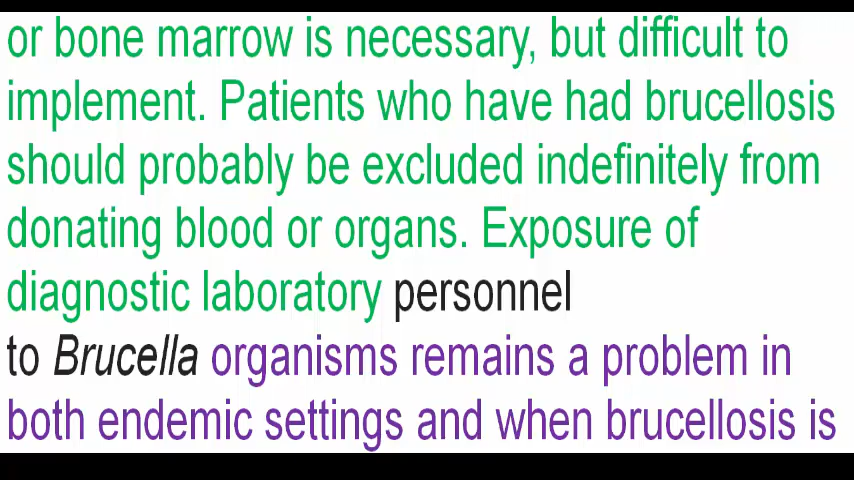 or bone marrow is necessary, but difficult to
implement. Patients who have had brucellosis
should probably be excluded indefinitely from
donating blood or organs. Exposure of
diagnostic laboratory personnel
to Brucella organisms remains a problem in
both endemic settings and when brucellosis is